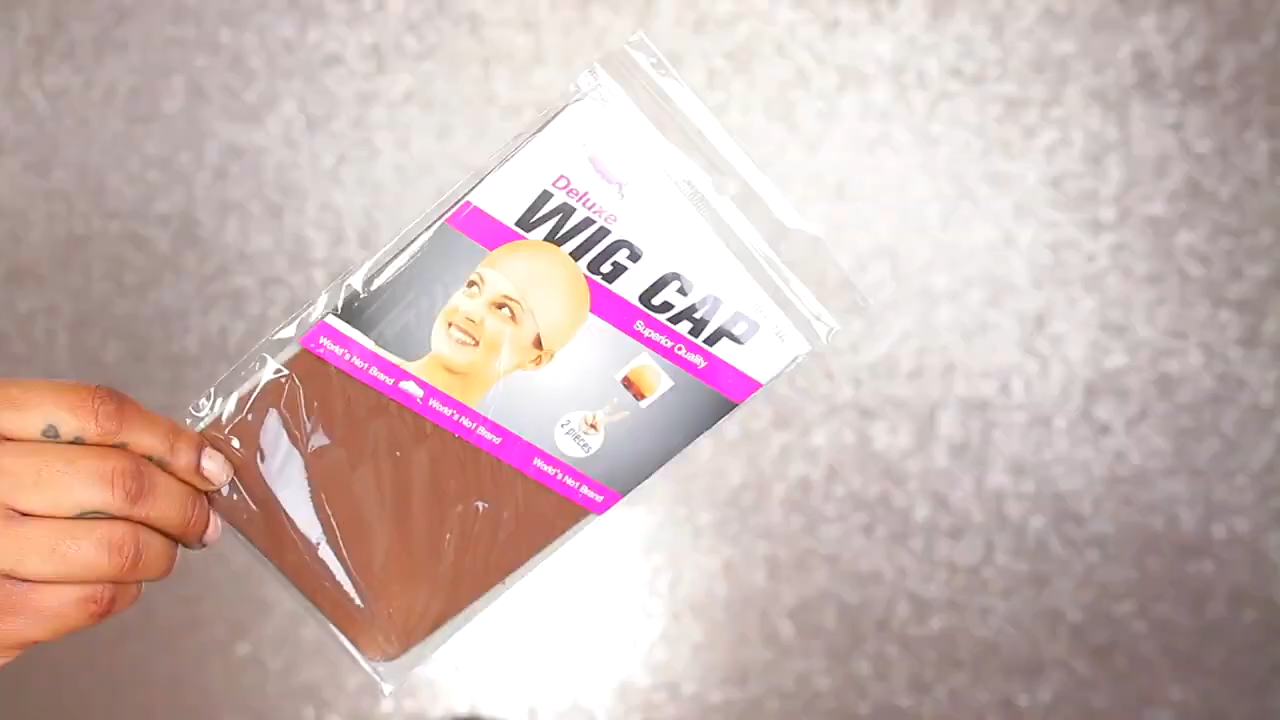 Deluxe
WIG CAP
Superior Quality
2 pieces
World's No1 Brand
World's No1 Brand
World's No1 Brand